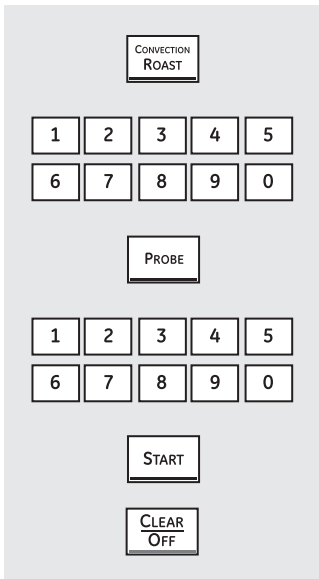 CONVECTION
ROAST
1 2 3 4 5
6 7 8 9 0
PROBE
1 2 3 4 5
6 7 8 9 0
START
CLEAR
OFF